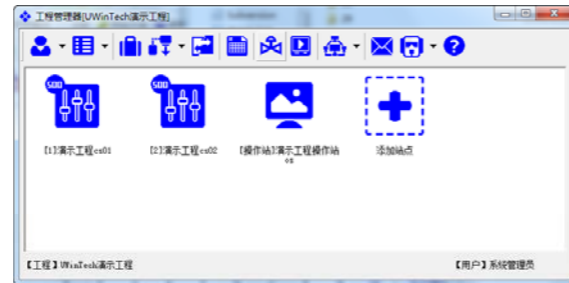 工程管理器[UWinTech演示工程]
SOO
SOO
[1]演示工程cs01
[2]演示工程cs02
[操作站]演示工程操作站
os
添加站点
【工程】UWinTech演示工程
【用户】系统管理员